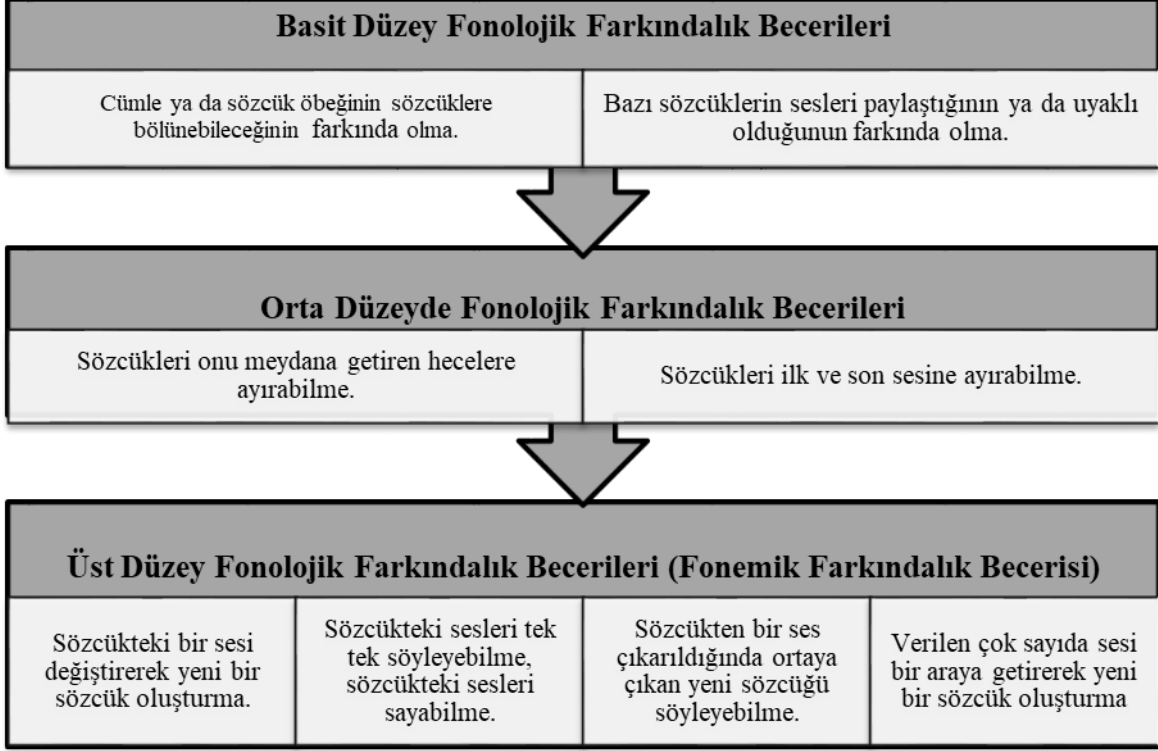 Basit Düzey Fonolojik Farkındalık Becerileri
Cümle ya da sözcük öbeğinin sözcüklere
bölünebileceğinin farkında olma.
Bazı sözcüklerin sesleri paylaştığının ya da uyaklı
olduğunun farkında olma.
Orta Düzeyde Fonolojik Farkındalık Becerileri
Sözcükleri onu meydana getiren hecelere
ayırabilme.
Sözcükleri ilk ve son sesine ayırabilme.
Üst Düzey Fonolojik Farkındalık Becerileri (Fonemik Farkındalık Becerisi)
Sözcükteki bir sesi
değiştirerek yeni bir
sözcük oluşturma.
Sözcükteki sesleri tek
tek söyleyebilme,
sözcükteki sesleri
sayabilme.
Sözcükten bir ses
çıkarıldığında ortaya
çıkan yeni sözcüğü
söyleyebilme.
Verilen çok sayıda sesi
bir araya getirerek yeni
bir sözcük oluşturma